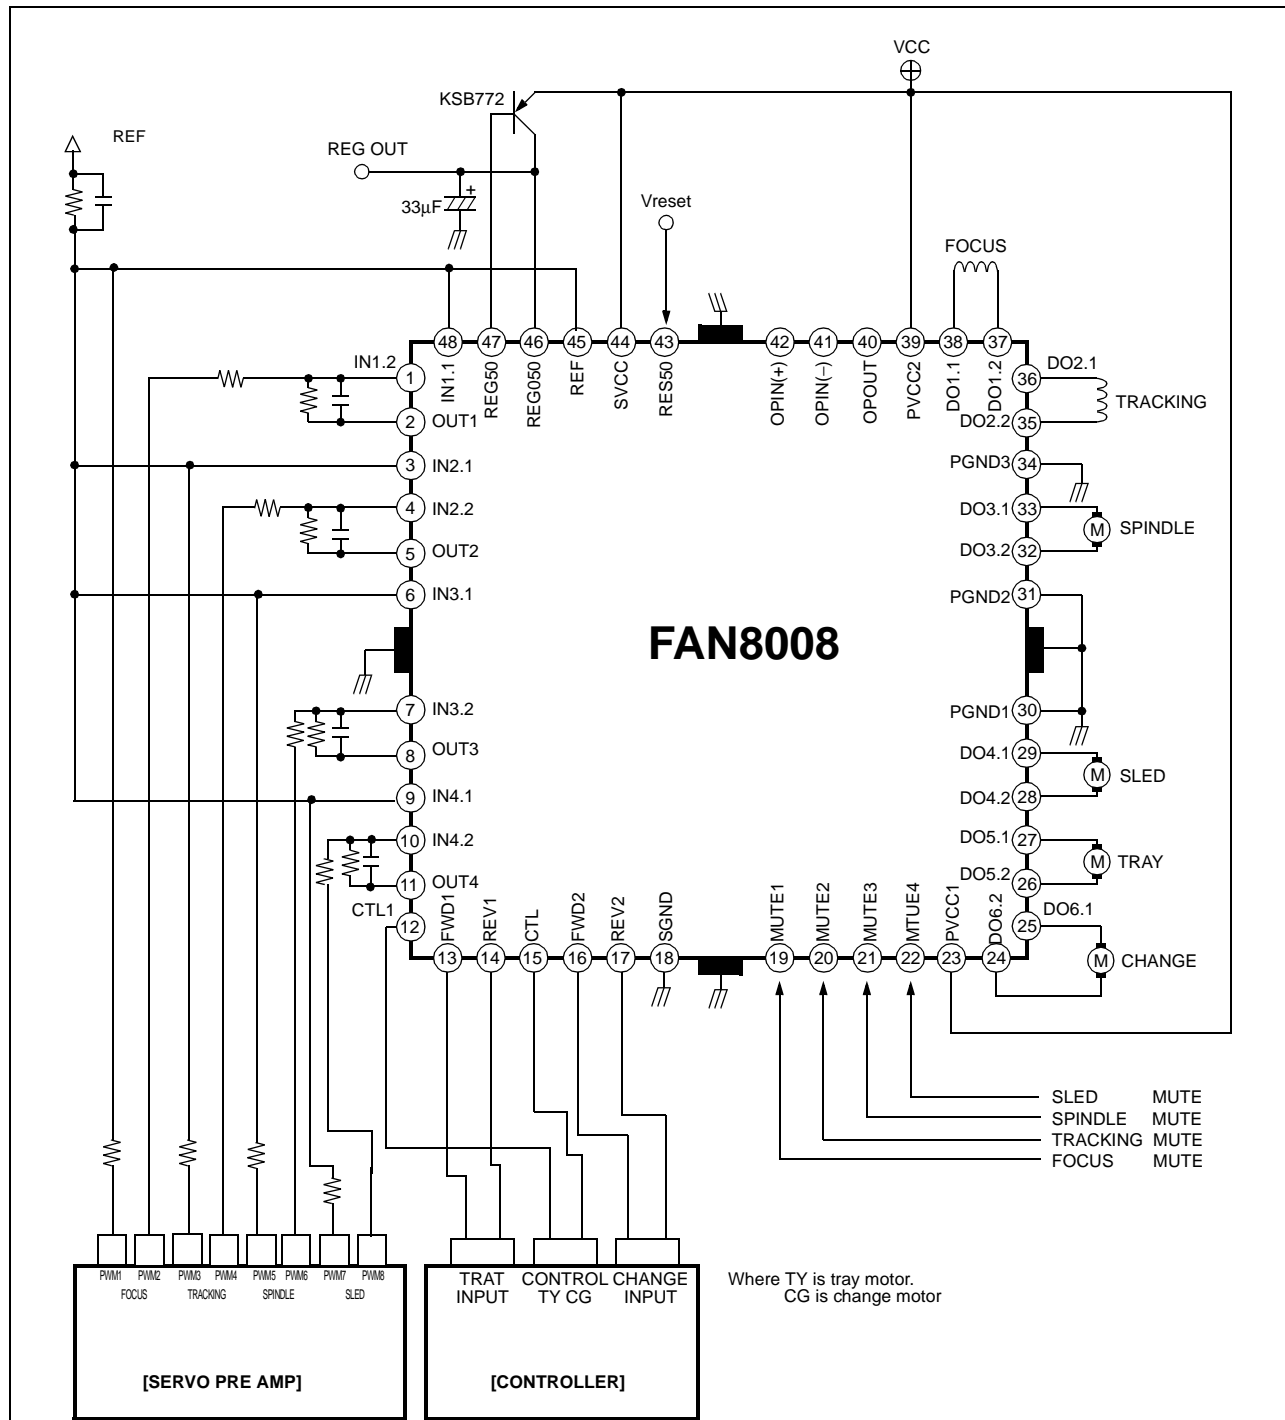 VCC
KSB772
REF
REG OUT
33μF
+
Vreset
FOCUS
48
47
46
45
44
43
42
41
40
39
38
37
IN1.1
REG50
REG050
REF
SVCC
RES50
OPIN(+)
OPIN(−)
OPOUT
PVCC2
DO1.1
DO1.2
IN1.2
1
2 OUT1
3 IN2.1
4 IN2.2
5 OUT2
6 IN3.1
7 IN3.2
8 OUT3
9 IN4.1
10 IN4.2
11 OUT4
CTL1
12
FAN8008
36 DO2.1
TRACKING
DO2.2 35
PGND3 34
DO3.1 33
M SPINDLE
DO3.2 32
PGND2 31
PGND1 30
DO4.1 29
M SLED
DO4.2 28
DO5.1 27
M TRAY
DO5.2 26
DO6.1
25
M CHANGE
FWD1
REV1
CTL
FWD2
REV2
SGND
MUTE1
MUTE2
MUTE3
MTUE4
PVCC1
DO6.2
13
14
15
16
17
18
19
20
21
22
23
24
SLED MUTE
SPINDLE MUTE
TRACKING MUTE
FOCUS MUTE
PWM1 PWM2 PWM3 PWM4 PWM5 PWM6 PWM7 PWM8
FOCUS TRACKING SPINDLE SLED
[SERVO PRE AMP]
TRAT CONTROL CHANGE
INPUT TY CG INPUT
[CONTROLLER]
Where TY is tray motor.
CG is change motor